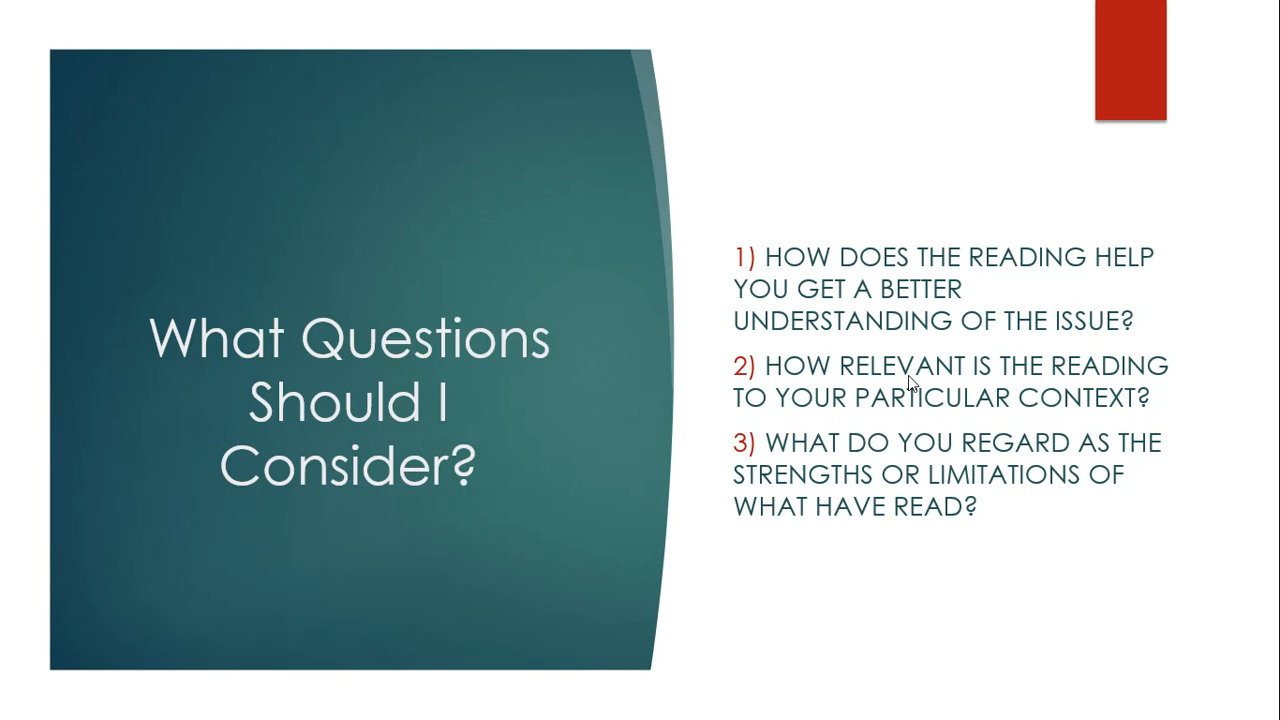 What Questions
Should I
Consider?
1) HOW DOES THE READING HELP
YOU GET A BETTER
UNDERSTANDING OF THE ISSUE?
2) HOW RELEVANT IS THE READING
TO YOUR PARTICULAR CONTEXT?
3) WHAT DO YOU REGARD AS THE
STRENGTHS OR LIMITATIONS OF
WHAT HAVE READ?